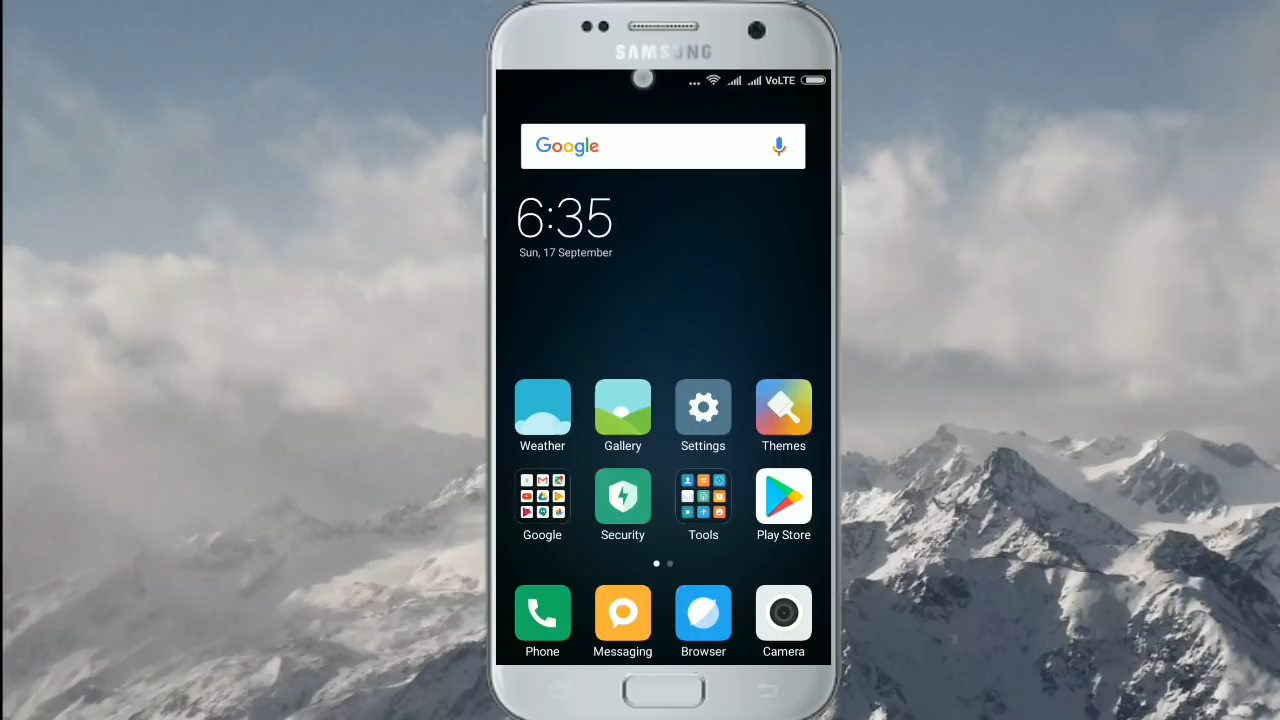 SAMSUNG
... VoLTE
Google
6:35
Sun, 17 September
Weather Gallery Settings Themes
Google Security Tools Play Store
Phone Messaging Browser Camera